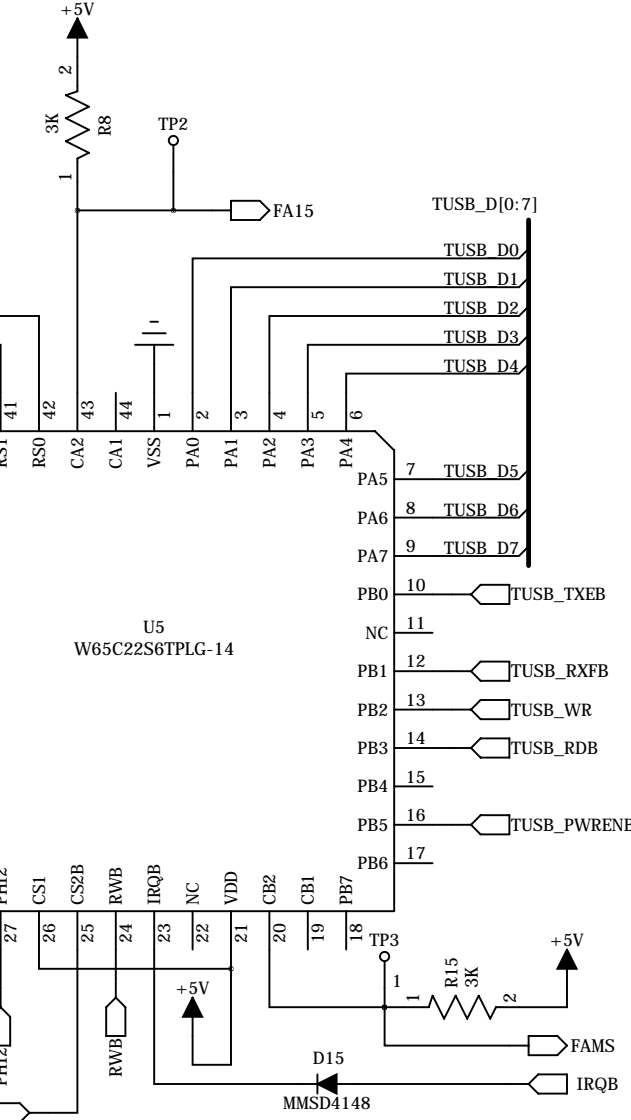 +5V
2
3K
R8
1
TP2
FA15
TUSB_D[0:7]
TUSB_D0
TUSB_D1
TUSB_D2
TUSB_D3
TUSB_D4
41
42
43
44
1
2
3
4
5
6
RS1
RS0
CA2
CA1
VSS
PA0
PA1
PA2
PA3
PA4
PA5
7
TUSB_D5
PA6
8
TUSB_D6
PA7
9
TUSB_D7
PB0
10
TUSB_TXEB
U5
W65C22S6TPLG-14
NC
11
PB1
12
TUSB_RXFB
PB2
13
TUSB_WR
PB3
14
TUSB_RDB
PB4
15
PB5
16
TUSB_PWRENB
PB6
17
PHI2
CS1
CS2B
RWB
IRQB
NC
VDD
CB2
CB1
PB7
27
26
25
24
23
22
21
20
19
18
TP3
1
1
R15
3K
2
+5V
+5V
FAMS
PHI2
RWB
D15
MMSD4148
IRQB